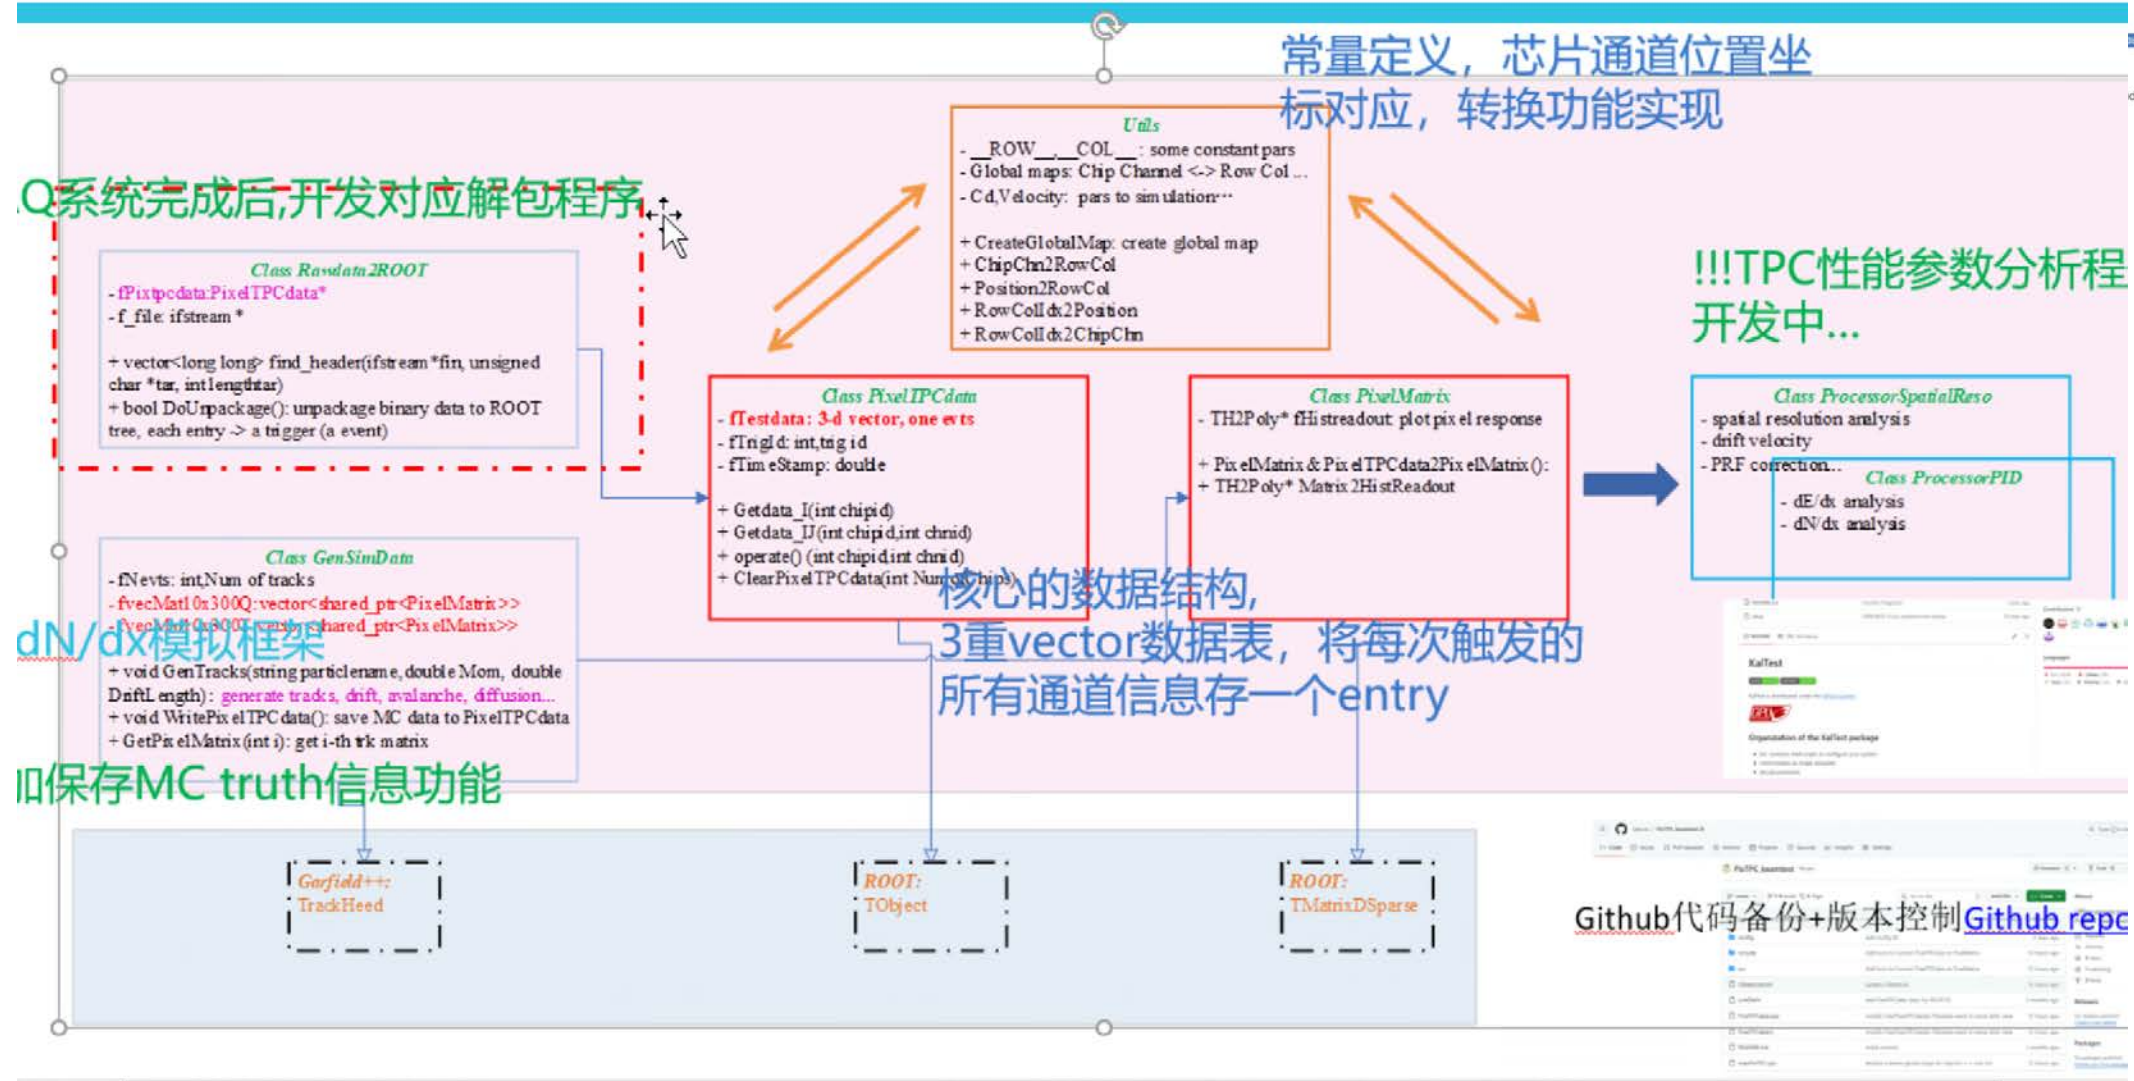 常量定义，芯片通道位置坐
标对应，转换功能实现
Utils
- __ROW__,__COL__: some constant pars
- Global maps: Chip Channel <-> Row Col ...
- Cd,Velocity: pars to simulation...
+ CreateGlobalMap: create global map
+ ChipChn2RowCol
+ Position2RowCol
+ RowColIdx2Position
+ RowColIdx2ChipChn
Q系统完成后,开发对应解包程序
Class Rawdata2ROOT
- fPixtpcdata:PixelTPCdata*
- f_file: ifstream *
+ vector<long long> find_header(ifstream *fin, unsigned
char *tar, int lengthtar)
+ bool DoUnpackage(): unpackage binary data to ROOT
tree, each entry -> a trigger (a event)
Class PixelTPCdata
- fTestdata: 3-d vector, one evts
- fTrigId: int,trig id
- fTimeStamp: double
+ Getdata_I(int chipid)
+ Getdata_IJ(int chipid,int chnid)
+ operate() (int chipid,int chnid)
+ ClearPixelTPCdata(int NumofChips)
Class PixelMatrix
- TH2Poly* fHistreadout: plot pixel response
+ PixelMatrix & PixelTPCdata2PixelMatrix():
+ TH2Poly* Matrix2HistReadout
!!!TPC性能参数分析程
开发中...
Class ProcessorSpatialReso
- spatial resolution analysis
- drift velocity
- PRF correction...
Class ProcessorPID
- dE/dx analysis
- dN/dx analysis
Class GenSimData
- fNevts: int,Num of tracks
- fvecMat10x300Q:vector<shared_ptr<PixelMatrix>>
- fvecMat10x300T:vector<shared_ptr<PixelMatrix>>
dN/dx模拟框架
+ void GenTracks(string particlename, double Mom, double
DriftLength): generate tracks, drift, avalanche, diffusion...
+ void WritePixelTPCdata(): save MC data to PixelTPCdata
+ GetPixelMatrix(int i): get i-th trk matrix
加保存MC truth信息功能
核心的数据结构,
3重vector数据表，将每次触发的
所有通道信息存一个entry
KalTest
Organization of the KalTest package
Garfield++:
TrackHeed
ROOT:
TObject
ROOT:
TMatrixDSparse
Github代码备份+版本控制Github repo